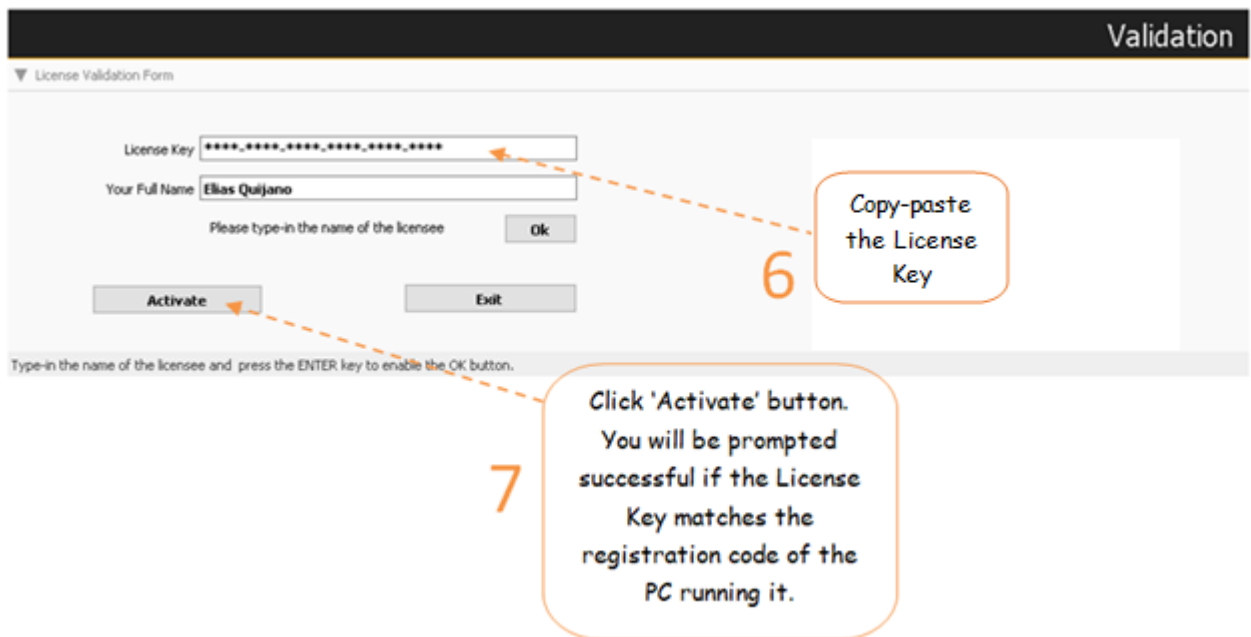 Validation
License Validation Form
License Key ****-****-****-****-****-****
Your Full Name Elias Quijano
Please type-in the name of the licensee Ok
Activate Exit
Type-in the name of the licensee and press the ENTER key to enable the OK button.
6
Copy-paste
the License
Key
7
Click ‘Activate’ button.
You will be prompted
successful if the License
Key matches the
registration code of the
PC running it.